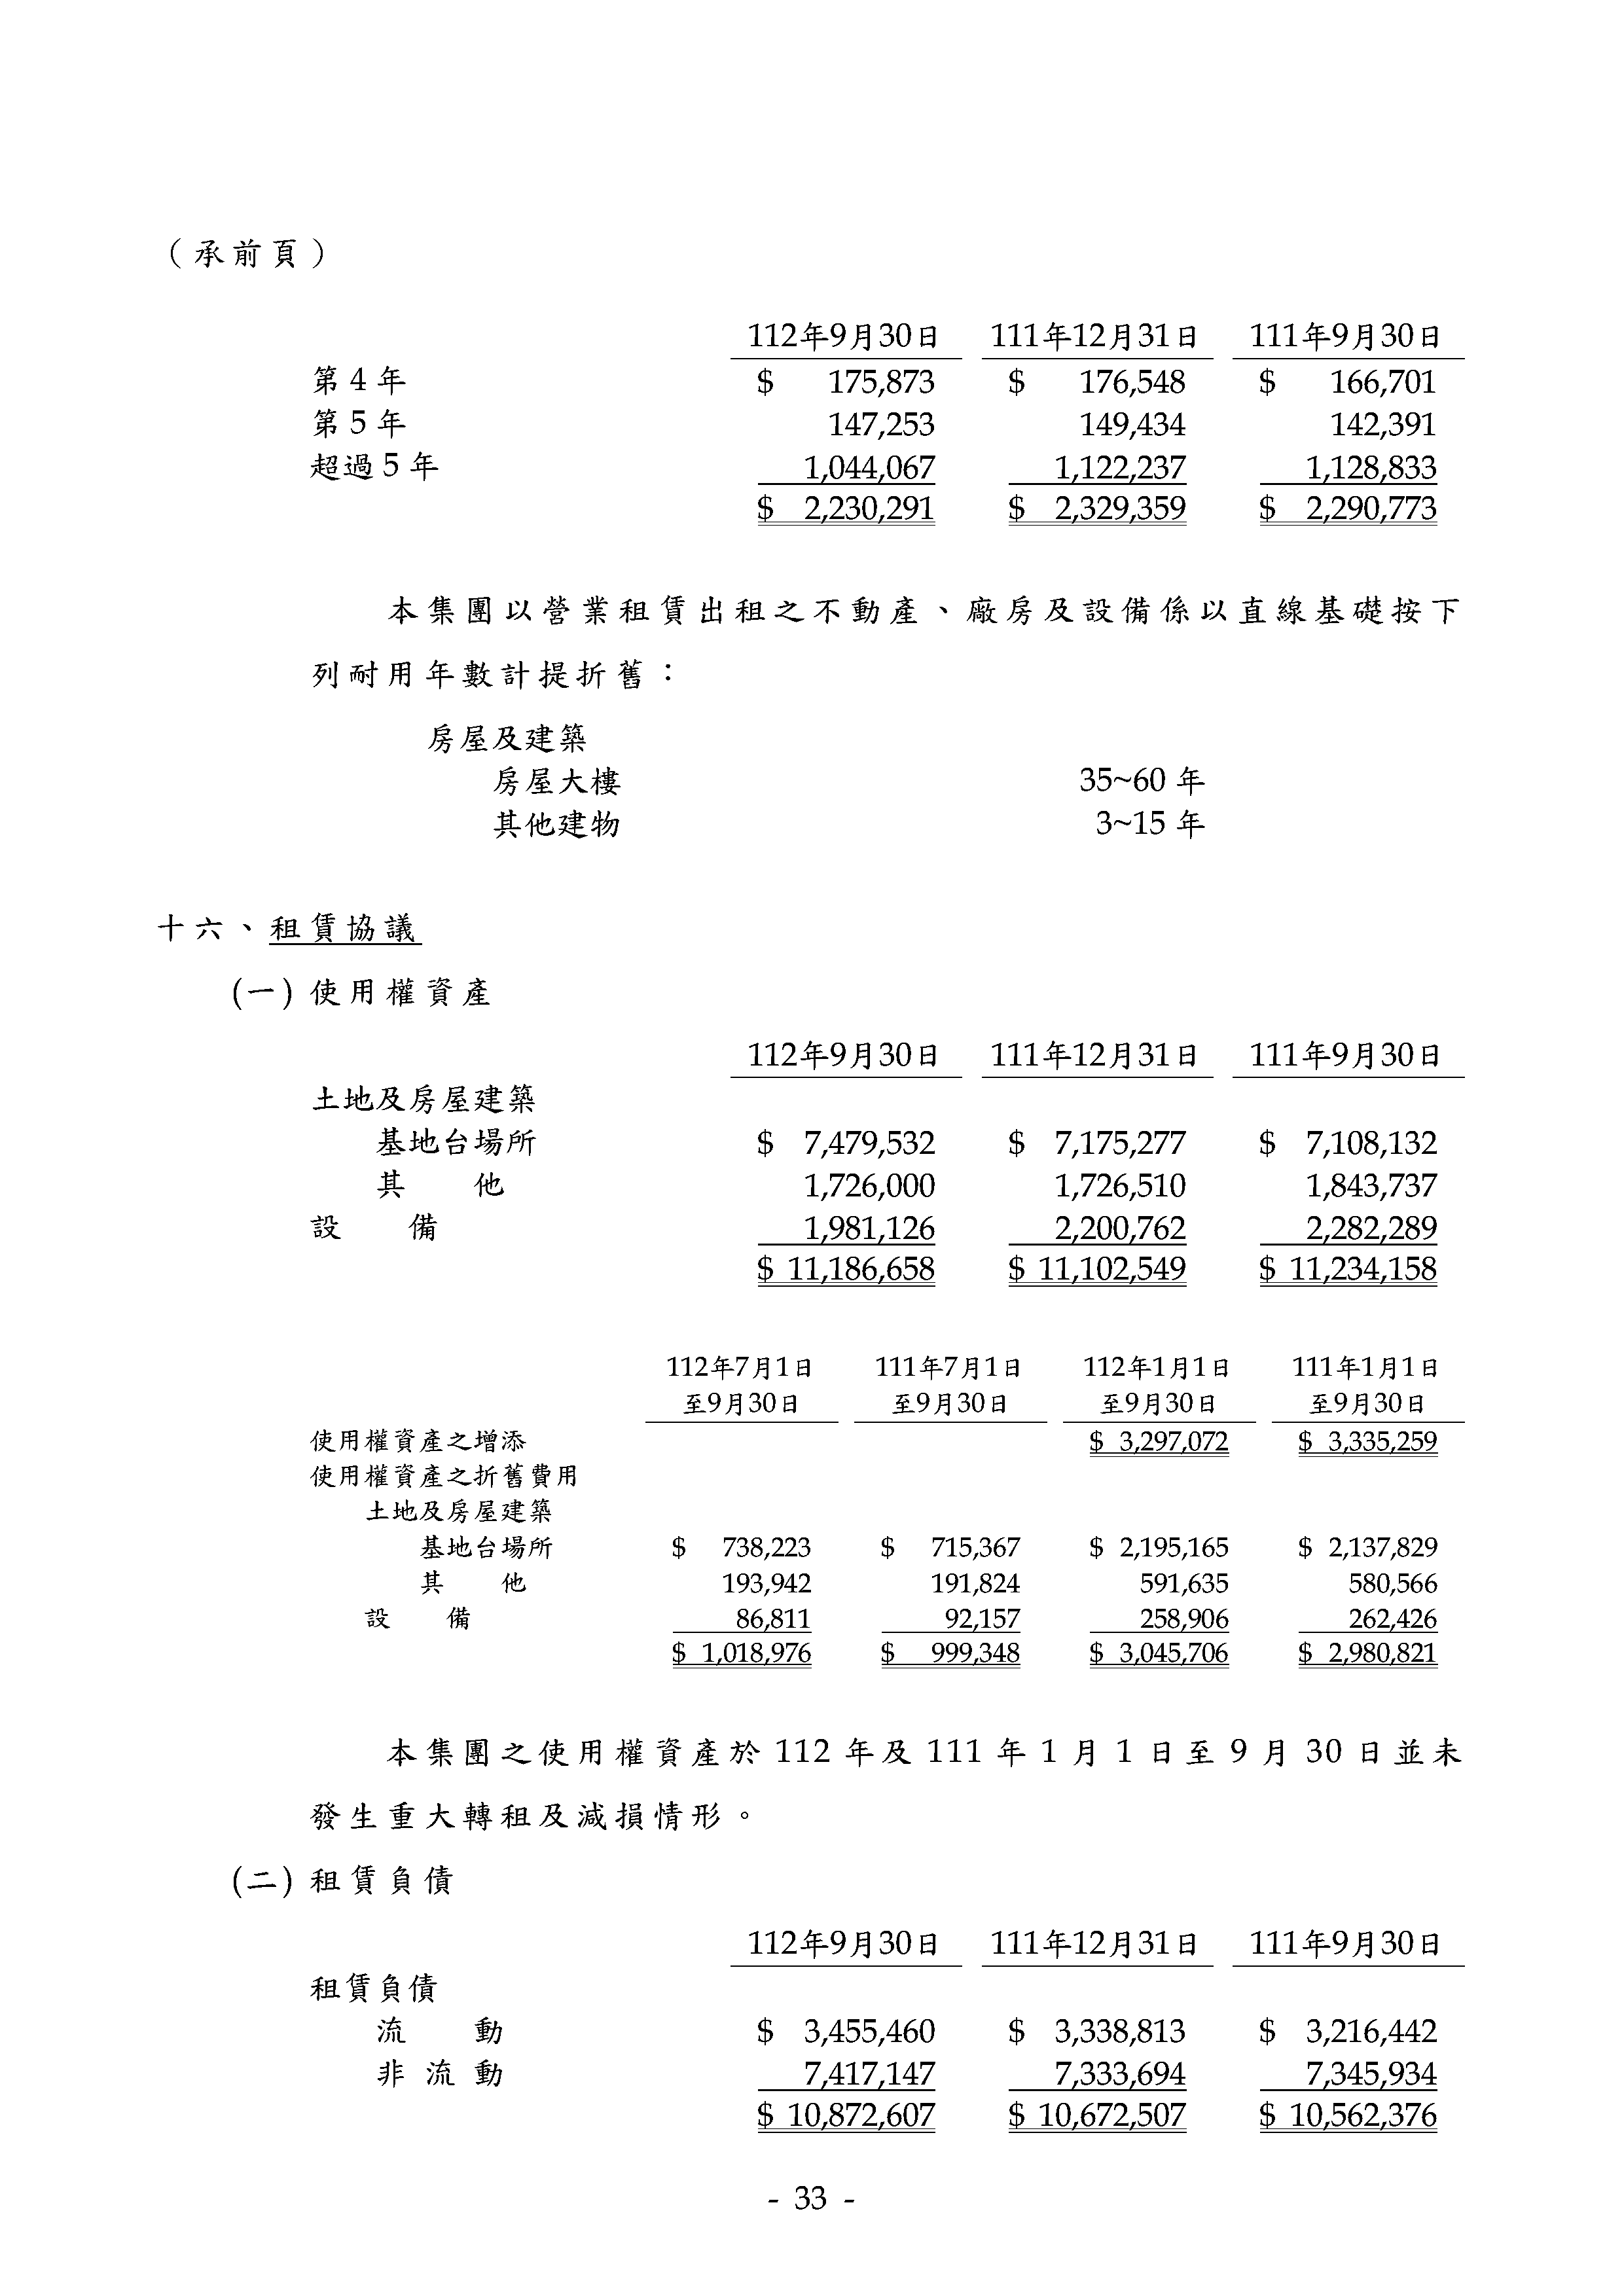 （承前頁）
112年9月30日 111年12月31日 111年9月30日
第 4 年 $ 175,873 $ 176,548 $ 166,701
第 5 年 147,253 149,434 142,391
超過 5 年 1,044,067 1,122,237 1,128,833
$ 2,230,291 $ 2,329,359 $ 2,290,773
本集團以營業租賃出租之不動產、廠房及設備係以直線基礎按下
列耐用年數計提折舊：
房屋及建築
房屋大樓 35~60 年
其他建物 3~15 年
十六、租賃協議
(一) 使用權資產
112年9月30日 111年12月31日 111年9月30日
土地及房屋建築
基地台場所 $ 7,479,532 $ 7,175,277 $ 7,108,132
其 他 1,726,000 1,726,510 1,843,737
設 備 1,981,126 2,200,762 2,282,289
$ 11,186,658 $ 11,102,549 $ 11,234,158
112年7月1日 111年7月1日 112年1月1日 111年1月1日
至9月30日 至9月30日 至9月30日 至9月30日
使用權資產之增添 $ 3,297,072 $ 3,335,259
使用權資產之折舊費用
土地及房屋建築
基地台場所 $ 738,223 $ 715,367 $ 2,195,165 $ 2,137,829
其 他 193,942 191,824 591,635 580,566
設 備 86,811 92,157 258,906 262,426
$ 1,018,976 $ 999,348 $ 3,045,706 $ 2,980,821
本集團之使用權資產於 112 年及 111 年 1 月 1 日至 9 月 30 日並未
發生重大轉租及減損情形。
(二) 租賃負債
112年9月30日 111年12月31日 111年9月30日
租賃負債
流 動 $ 3,455,460 $ 3,338,813 $ 3,216,442
非 流 動 7,417,147 7,333,694 7,345,934
$ 10,872,607 $ 10,672,507 $ 10,562,376
- 33 -